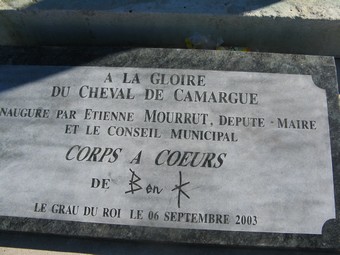 A LA GLOIRE
DU CHEVAL DE CAMARGUE
NAUGURÉ PAR ETIENNE MOURRUT, DEPUTE-MAIRE
ET LE CONSEIL MUNICIPAL
CORPS A COEURS
DE Ben K
LE GRAU DU ROI LE 06 SEPTEMBRE 2003